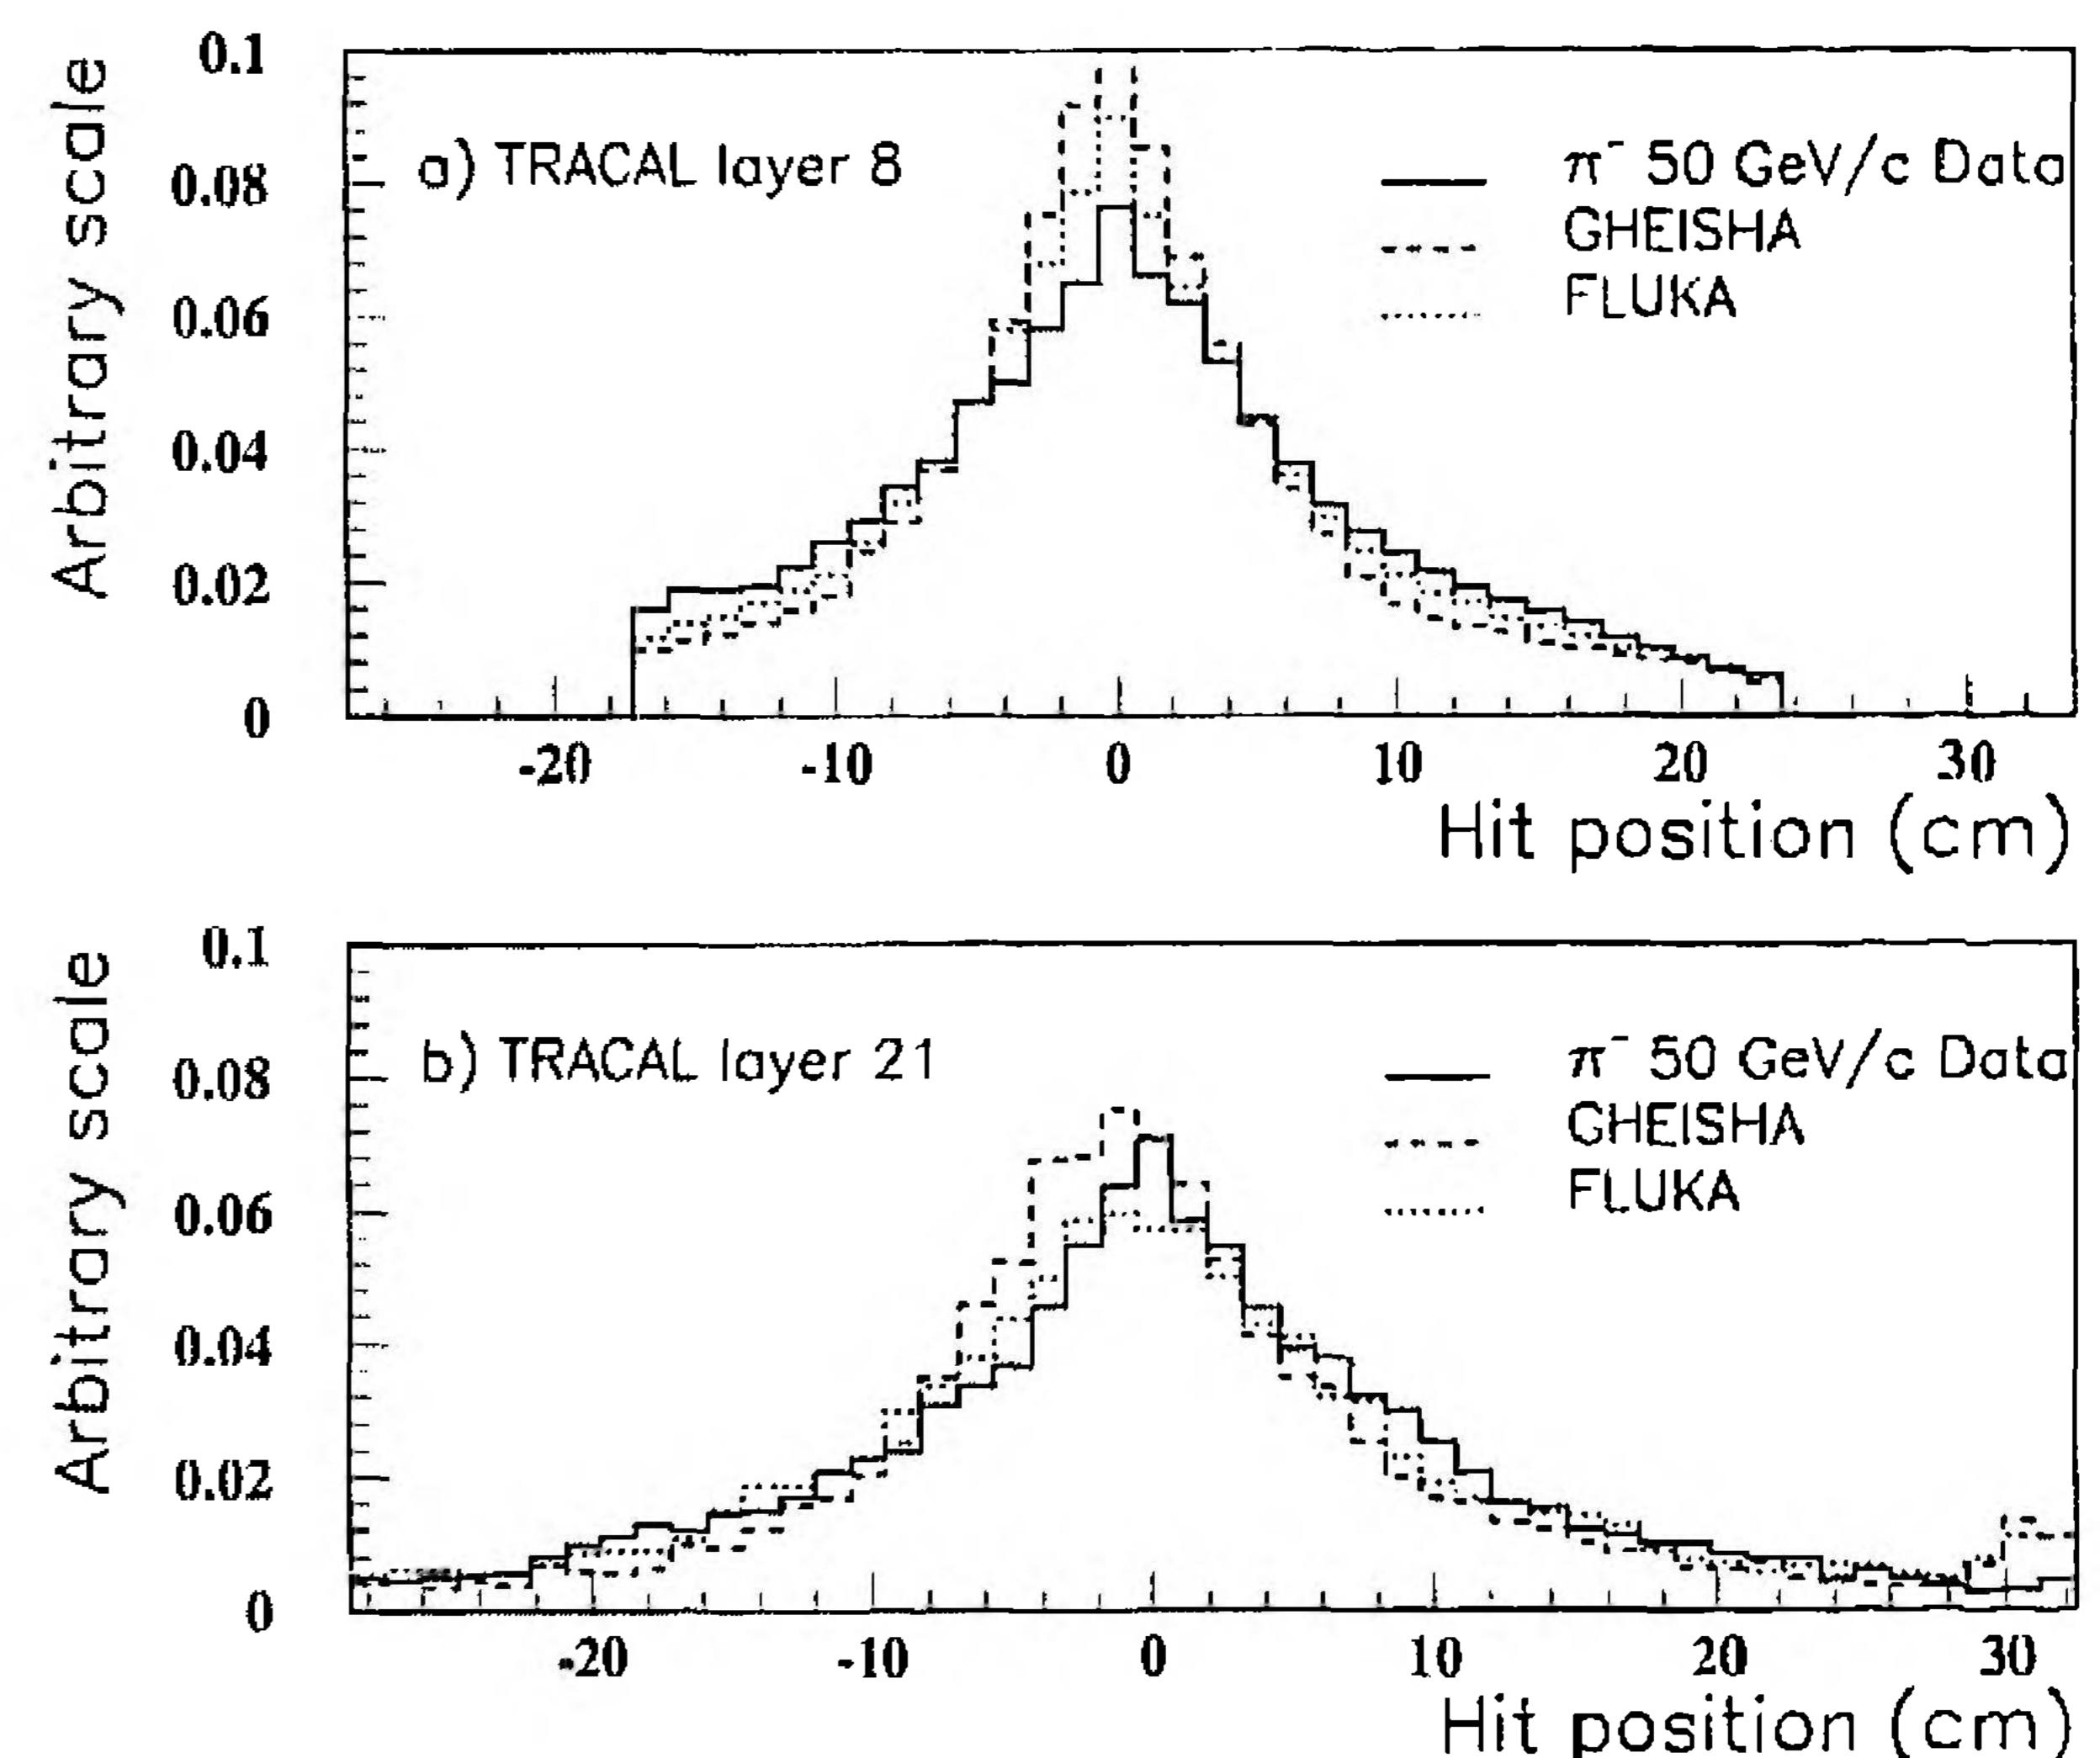 Arbitrary scale
0.1
0.08
0.06
0.04
0.02
0
a) TRACAL layer 8
π⁻ 50 GeV/c Data
GHEISHA
FLUKA
-20 -10 0 10 20 30
Hit position (cm)
Arbitrary scale
0.1
0.08
0.06
0.04
0.02
0
b) TRACAL layer 21
π⁻ 50 GeV/c Data
GHEISHA
FLUKA
-20 -10 0 10 20 30
Hit position (cm)